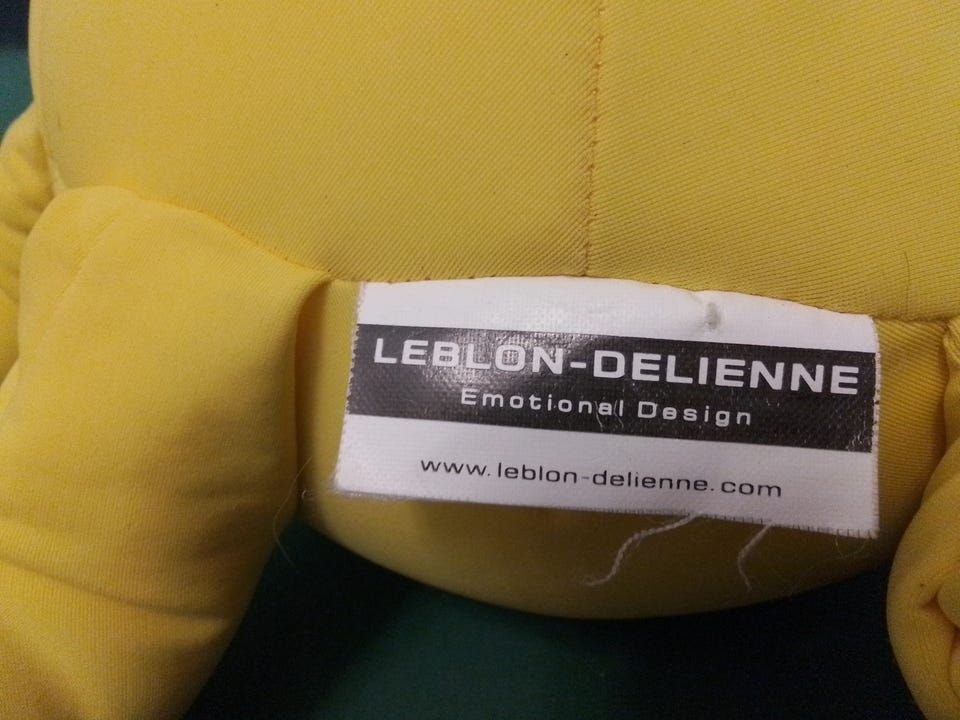 LEBLON-DELIENNE
Emotional Design
www.leblon-delienne.com